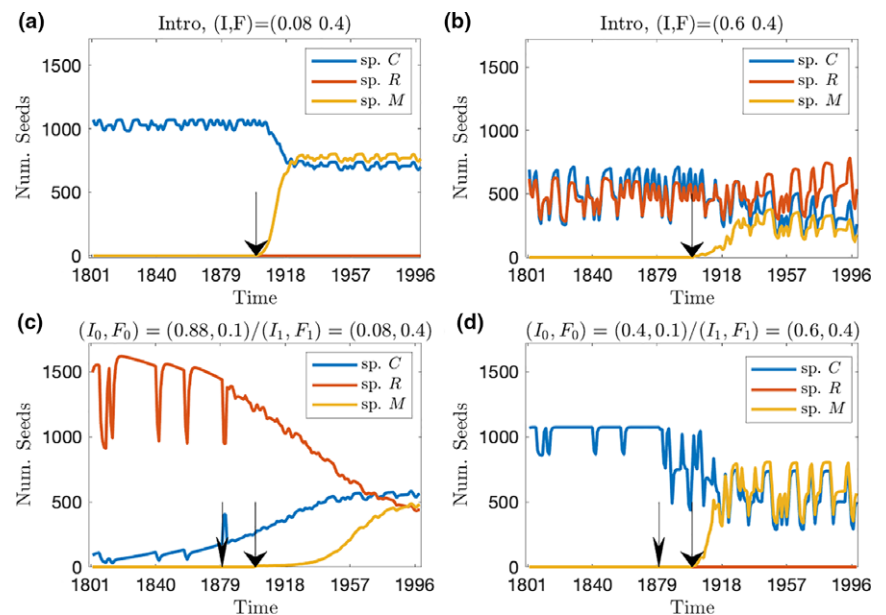 (a) Intro, (I,F)=(0.08 0.4)
1500
1000
500
0
Num. Seeds
sp. C
sp. R
sp. M
1801 1840 1879 1918 1957 1996
Time
(b) Intro, (I,F)=(0.6 0.4)
1500
1000
500
0
Num. Seeds
sp. C
sp. R
sp. M
1801 1840 1879 1918 1957 1996
Time
(c) (I₀, F₀) = (0.88, 0.1)/(I₁, F₁) = (0.08, 0.4)
1500
1000
500
0
Num. Seeds
sp. C
sp. R
sp. M
1801 1840 1879 1918 1957 1996
Time
(d) (I₀, F₀) = (0.4, 0.1)/(I₁, F₁) = (0.6, 0.4)
1500
1000
500
0
Num. Seeds
sp. C
sp. R
sp. M
1801 1840 1879 1918 1957 1996
Time